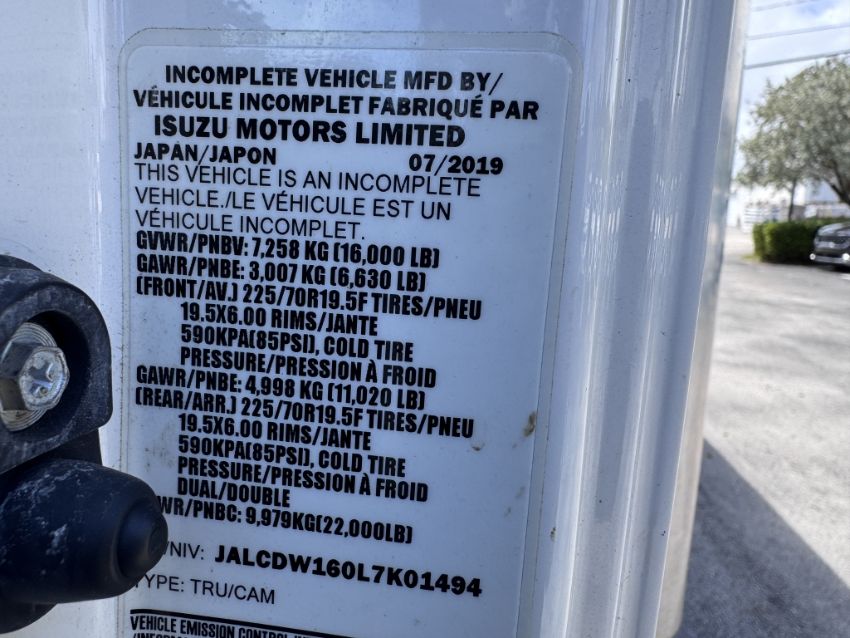 INCOMPLETE VEHICLE MFD BY/
VÉHICULE INCOMPLET FABRIQUÉ PAR
ISUZU MOTORS LIMITED
JAPAN/JAPON 07/2019
THIS VEHICLE IS AN INCOMPLETE
VEHICLE./LE VÉHICULE EST UN
VÉHICULE INCOMPLET.
GVWR/PNBV: 7,258 KG (16,000 LB)
GAWR/PNBE: 3,007 KG (6,630 LB)
(FRONT/AV.) 225/70R19.5F TIRES/PNEU
19.5X6.00 RIMS/JANTE
590KPA(85PSI), COLD TIRE
PRESSURE/PRESSION À FROID
GAWR/PNBE: 4,998 KG (11,020 LB)
(REAR/ARR.) 225/70R19.5F TIRES/PNEU
19.5X6.00 RIMS/JANTE
590KPA(85PSI), COLD TIRE
PRESSURE/PRESSION À FROID
DUAL/DOUBLE
WR/PNBC: 9,979KG(22,000LB)
/NIV: JALCDW160L7K01494
TYPE: TRU/CAM
VEHICLE EMISSION CONTROL